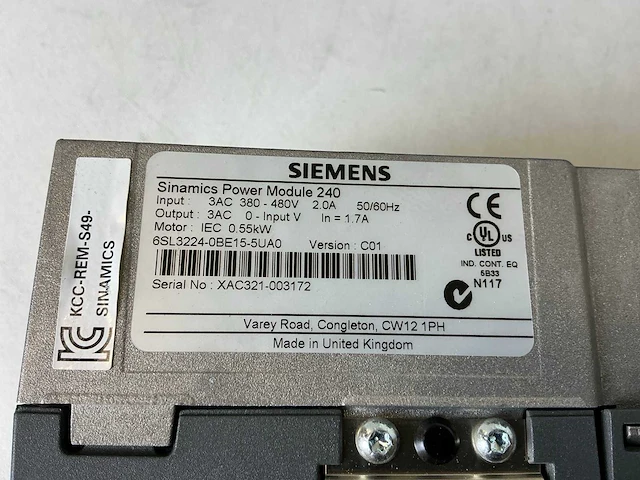 SIEMENS
Sinamics Power Module 240
Input : 3AC 380 - 480V 2.0A 50/60Hz
Output : 3AC 0 - Input V In = 1.7A
Motor : IEC 0.55kW
6SL3224-0BE15-5UA0 Version : C01
Serial No : XAC321-003172
Varey Road, Congleton, CW12 1PH
Made in United Kingdom
CE
C UL US
LISTED
IND. CONT. EQ
5B33
N117
KCC-REM-S49-
SINAMICS